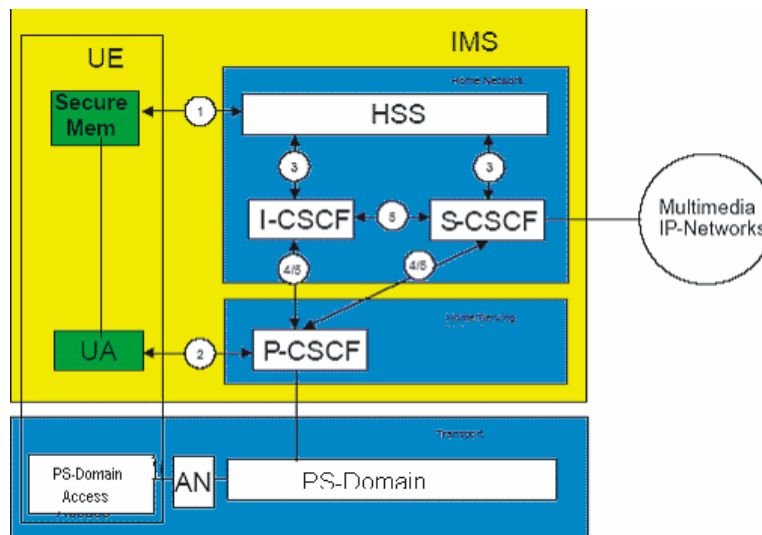 IMS
UE
Home Network
Secure
Mem
1
HSS
3
3
I-CSCF
5
S-CSCF
Multimedia
IP-Networks
4/5
4/5
UA
2
P-CSCF
Transport
PS-Domain
Access
AN
PS-Domain